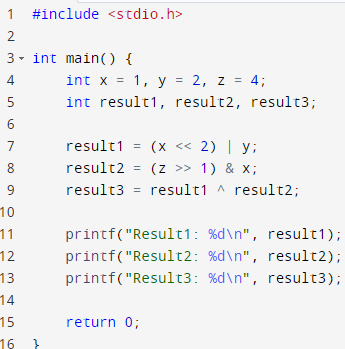 1 #include <stdio.h>
2
3 int main() {
4     int x = 1, y = 2, z = 4;
5     int result1, result2, result3;
6
7     result1 = (x << 2) | y;
8     result2 = (z >> 1) & x;
9     result3 = result1 ^ result2;
10
11     printf("Result1: %d\n", result1);
12     printf("Result2: %d\n", result2);
13     printf("Result3: %d\n", result3);
14
15     return 0;
16 }